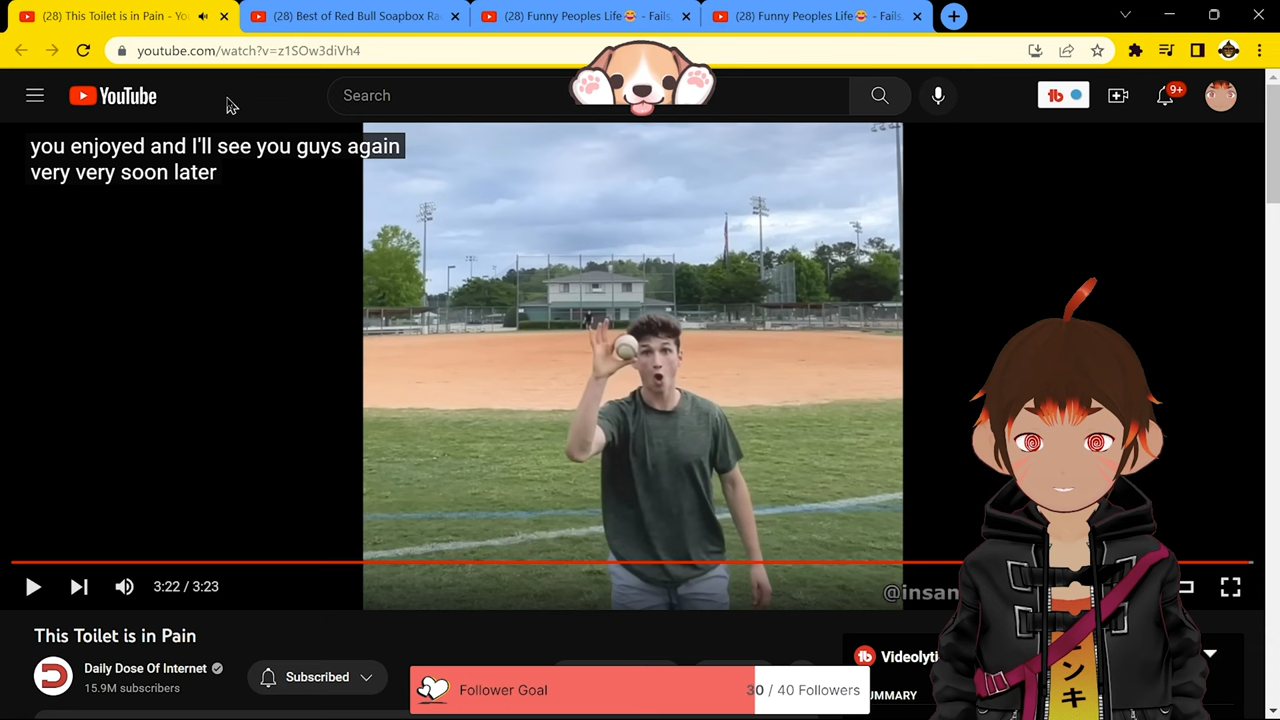 (28) This Toilet is in Pain - Yo
(28) Best of Red Bull Soapbox Ra
(28) Funny Peoples Life😂 - Fails,
(28) Funny Peoples Life😂 - Fails,
youtube.com/watch?v=z1SOw3diVh4
YouTube
Search
tb
9+
you enjoyed and I'll see you guys again
very very soon later
3:22 / 3:23
@insan
This Toilet is in Pain
Daily Dose Of Internet
15.9M subscribers
Subscribed
tb Videolyti
UMMARY
Follower Goal
30 / 40 Followers
ンキ